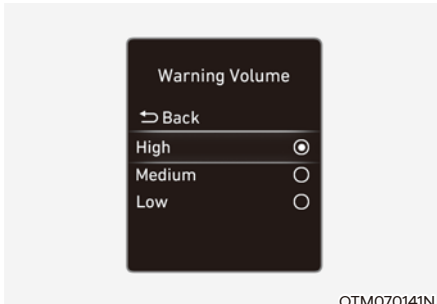 Warning Volume
Back
High
Medium
Low
OTM070141N